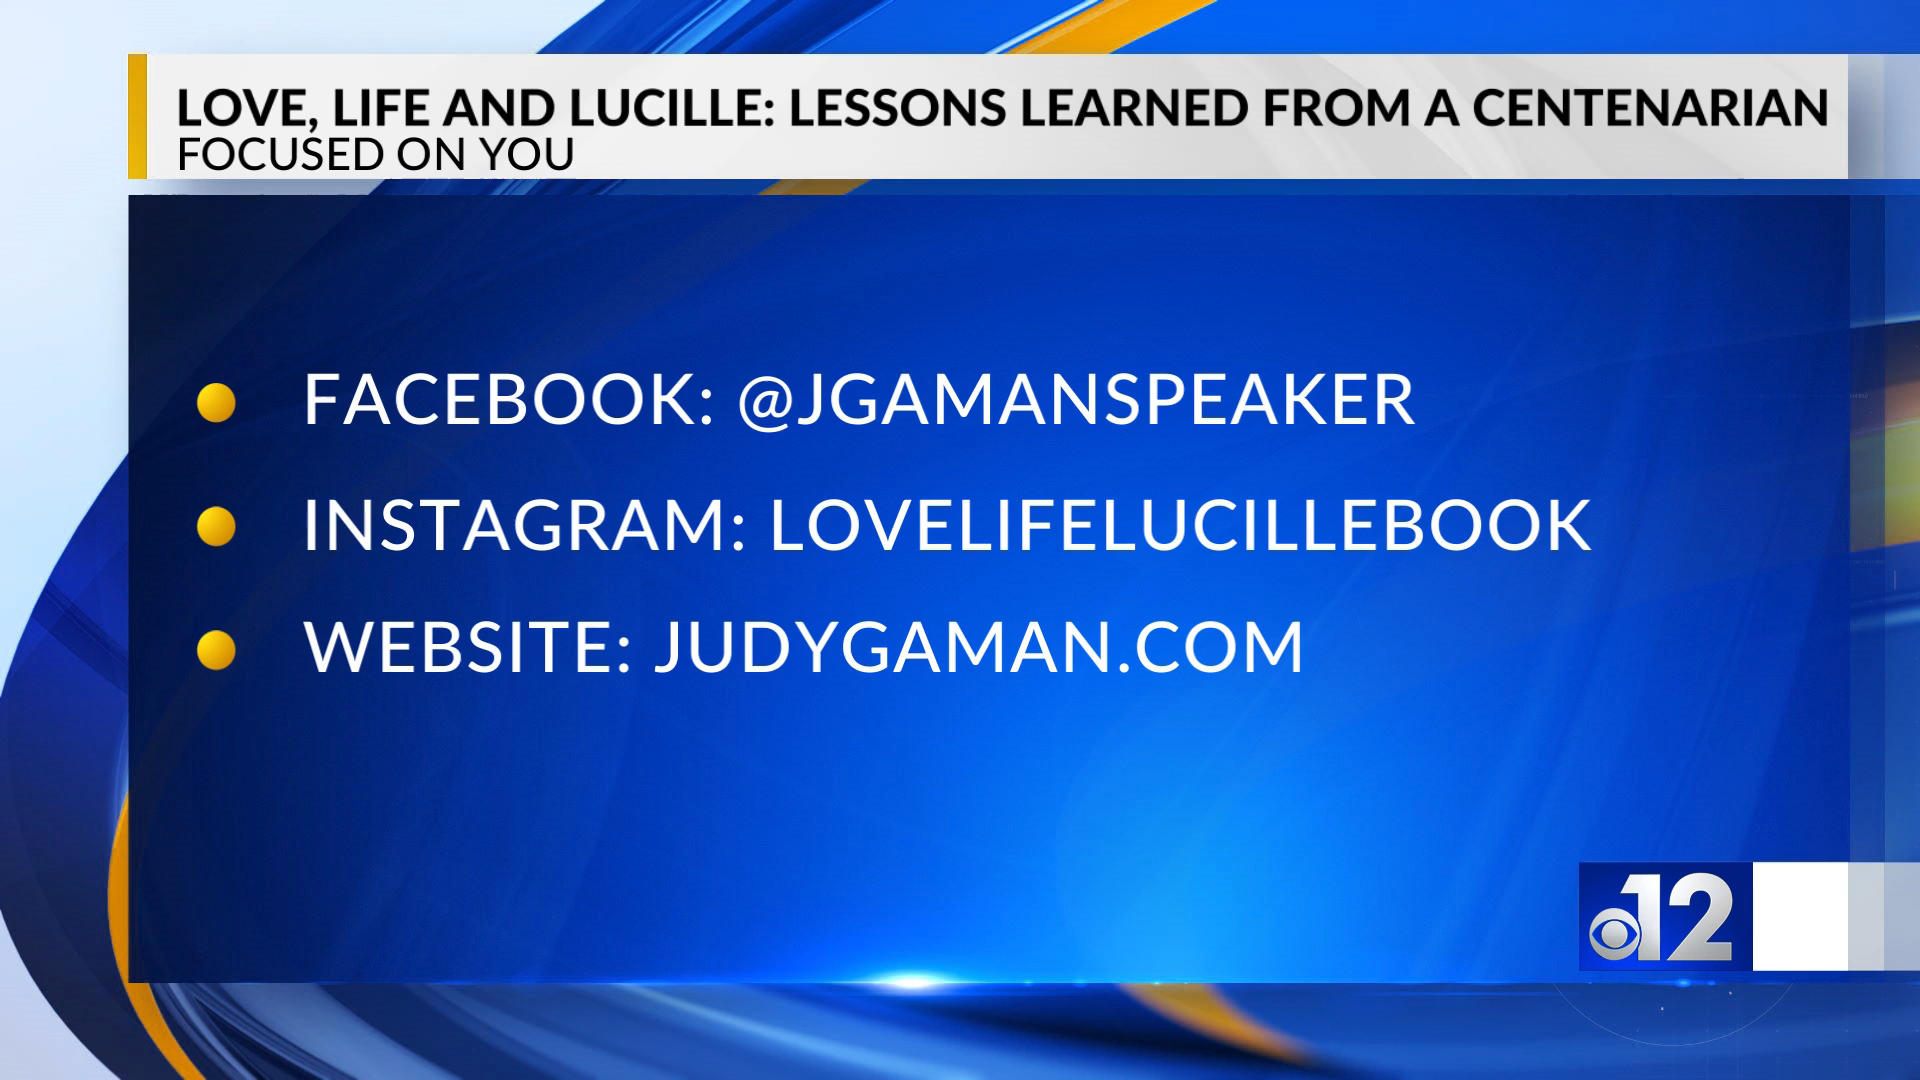 LOVE, LIFE AND LUCILLE: LESSONS LEARNED FROM A CENTENARIAN
FOCUSED ON YOU
FACEBOOK: @JGAMANSPEAKER
INSTAGRAM: LOVELIFELUCILLEBOOK
WEBSITE: JUDYGAMAN.COM
12